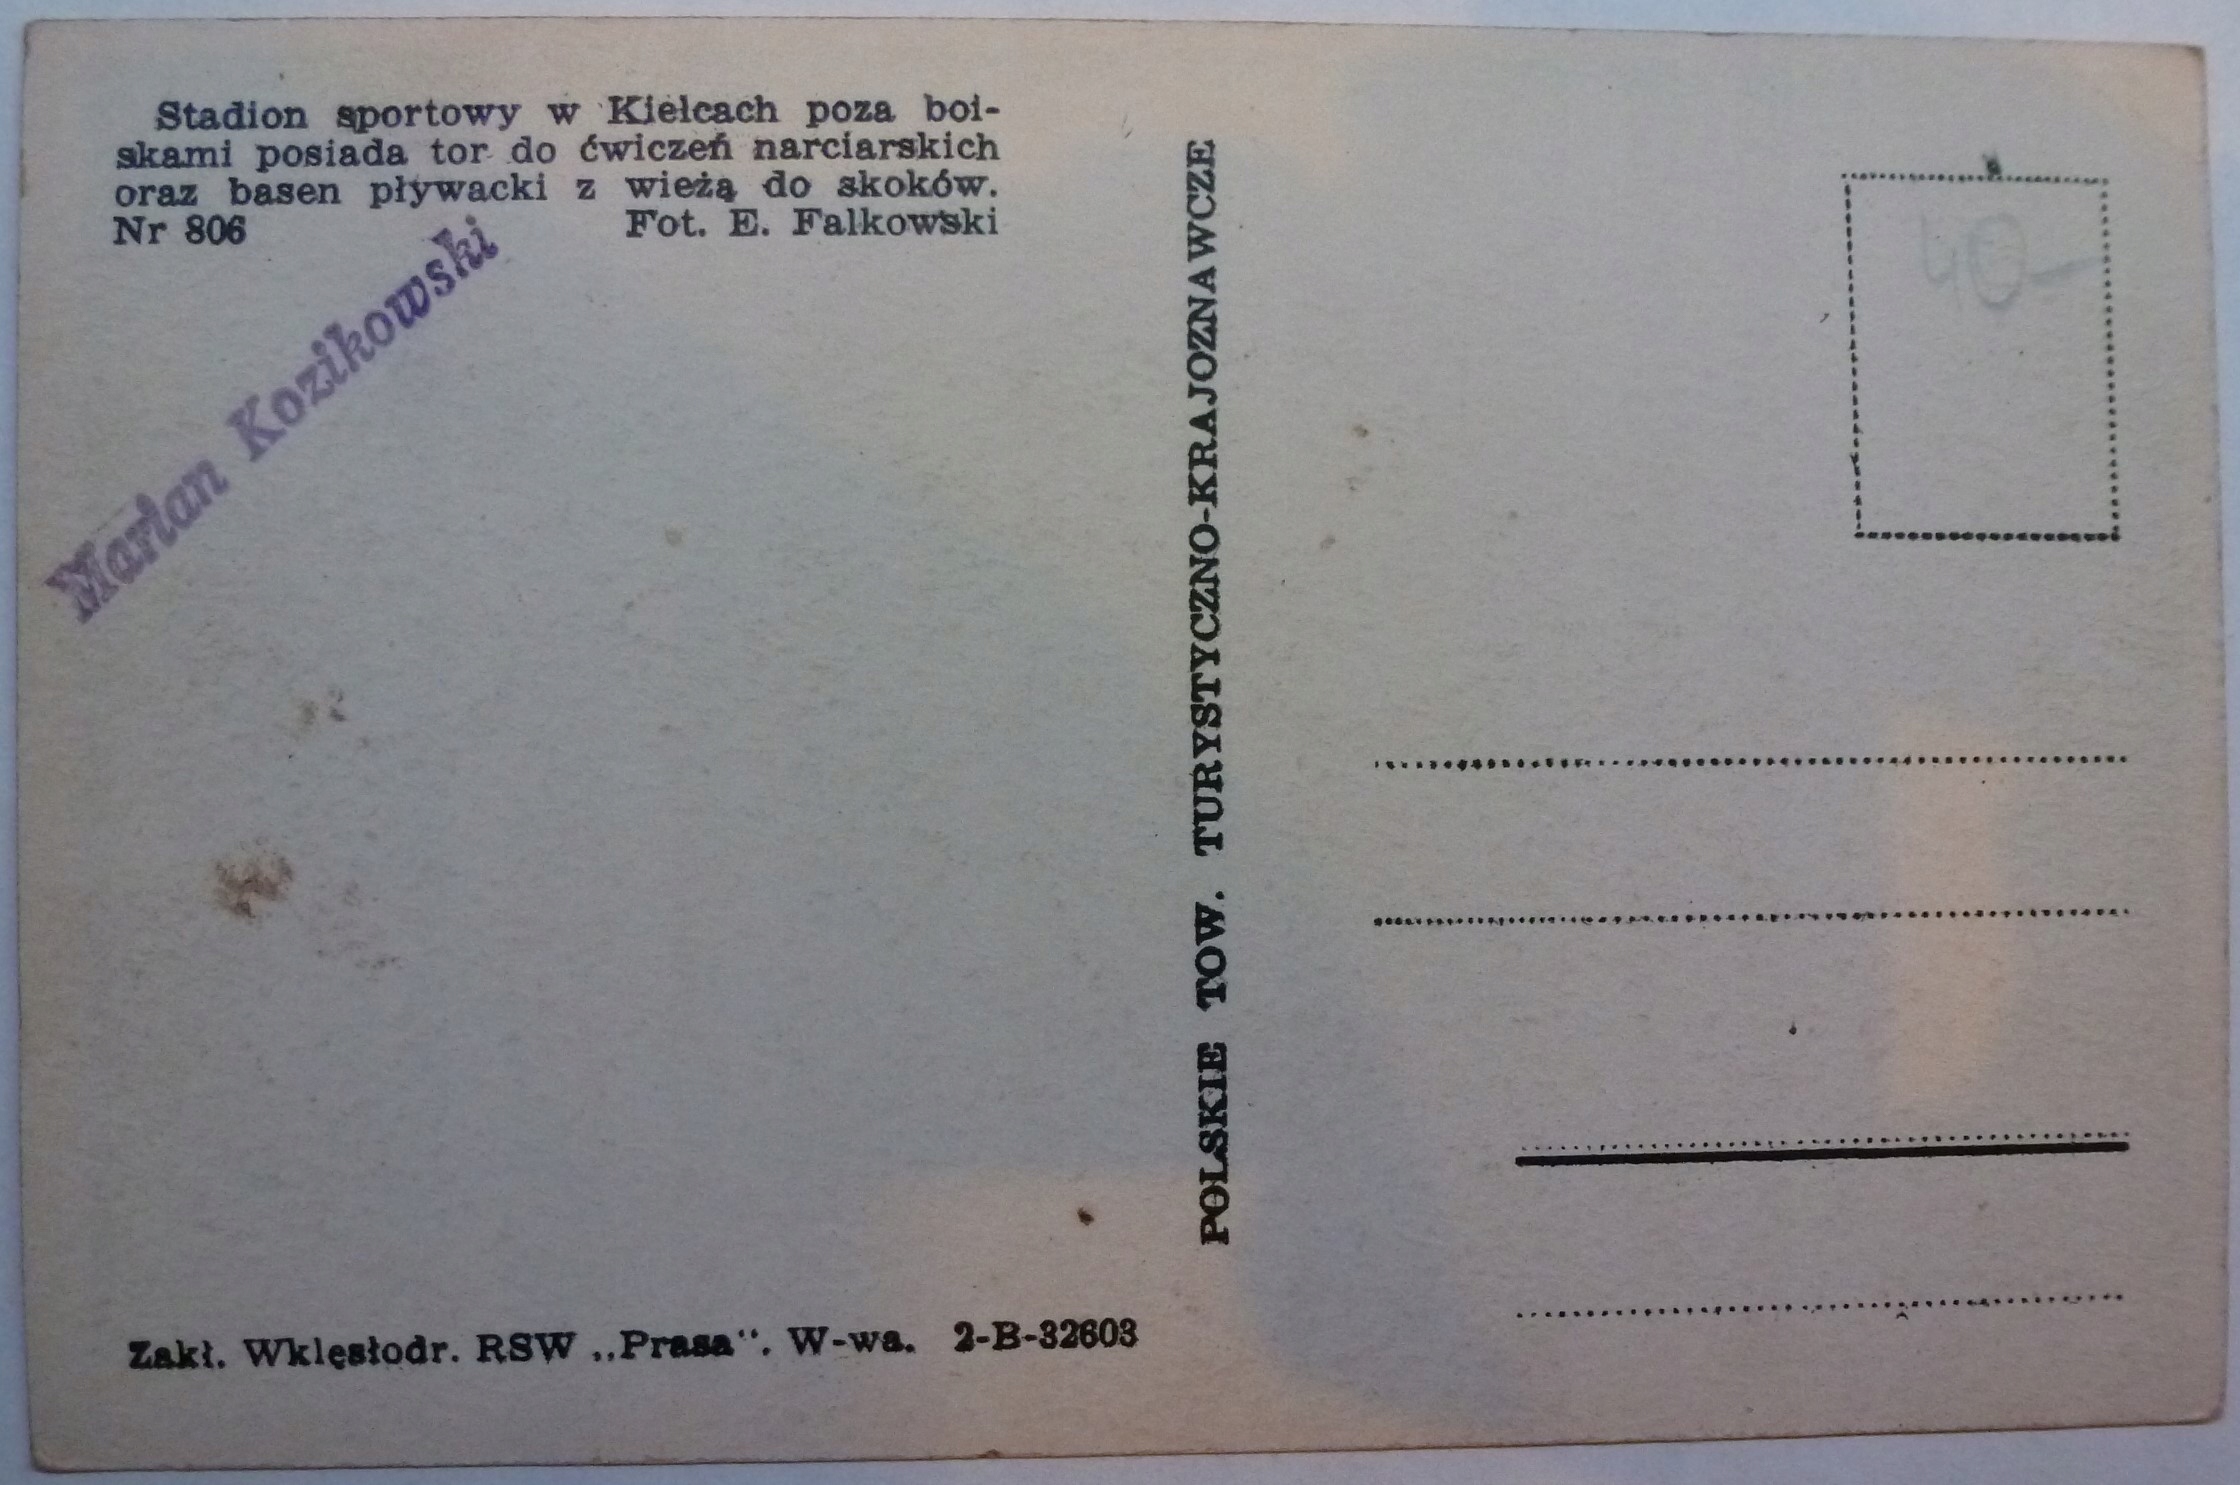 Stadion sportowy w Kielcach poza boi-
skami posiada tor do ćwiczeń narciarskich
oraz basen pływacki z wieżą do skoków.
Nr 806 Fot. E. Falkowski
Marian Kozikowski
Zakł. Wklęsłodr. RSW „Prasa". W-wa. 2-B-32603
POLSKIE TOW. TURYSTYCZNO-KRAJOZNAWCZE
40—